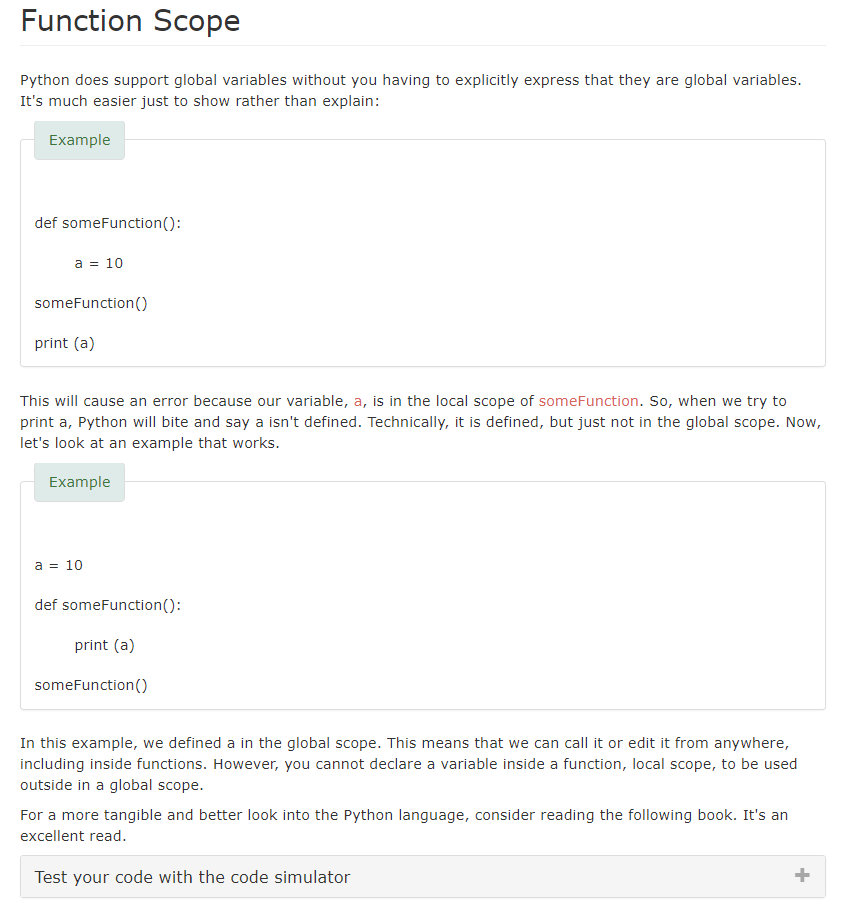 Function Scope
Python does support global variables without you having to explicitly express that they are global variables.
It's much easier just to show rather than explain:
Example
def someFunction():
a = 10
someFunction()
print (a)
This will cause an error because our variable, a, is in the local scope of someFunction. So, when we try to
print a, Python will bite and say a isn't defined. Technically, it is defined, but just not in the global scope. Now,
let's look at an example that works.
Example
a = 10
def someFunction():
print (a)
someFunction()
In this example, we defined a in the global scope. This means that we can call it or edit it from anywhere,
including inside functions. However, you cannot declare a variable inside a function, local scope, to be used
outside in a global scope.
For a more tangible and better look into the Python language, consider reading the following book. It's an
excellent read.
Test your code with the code simulator